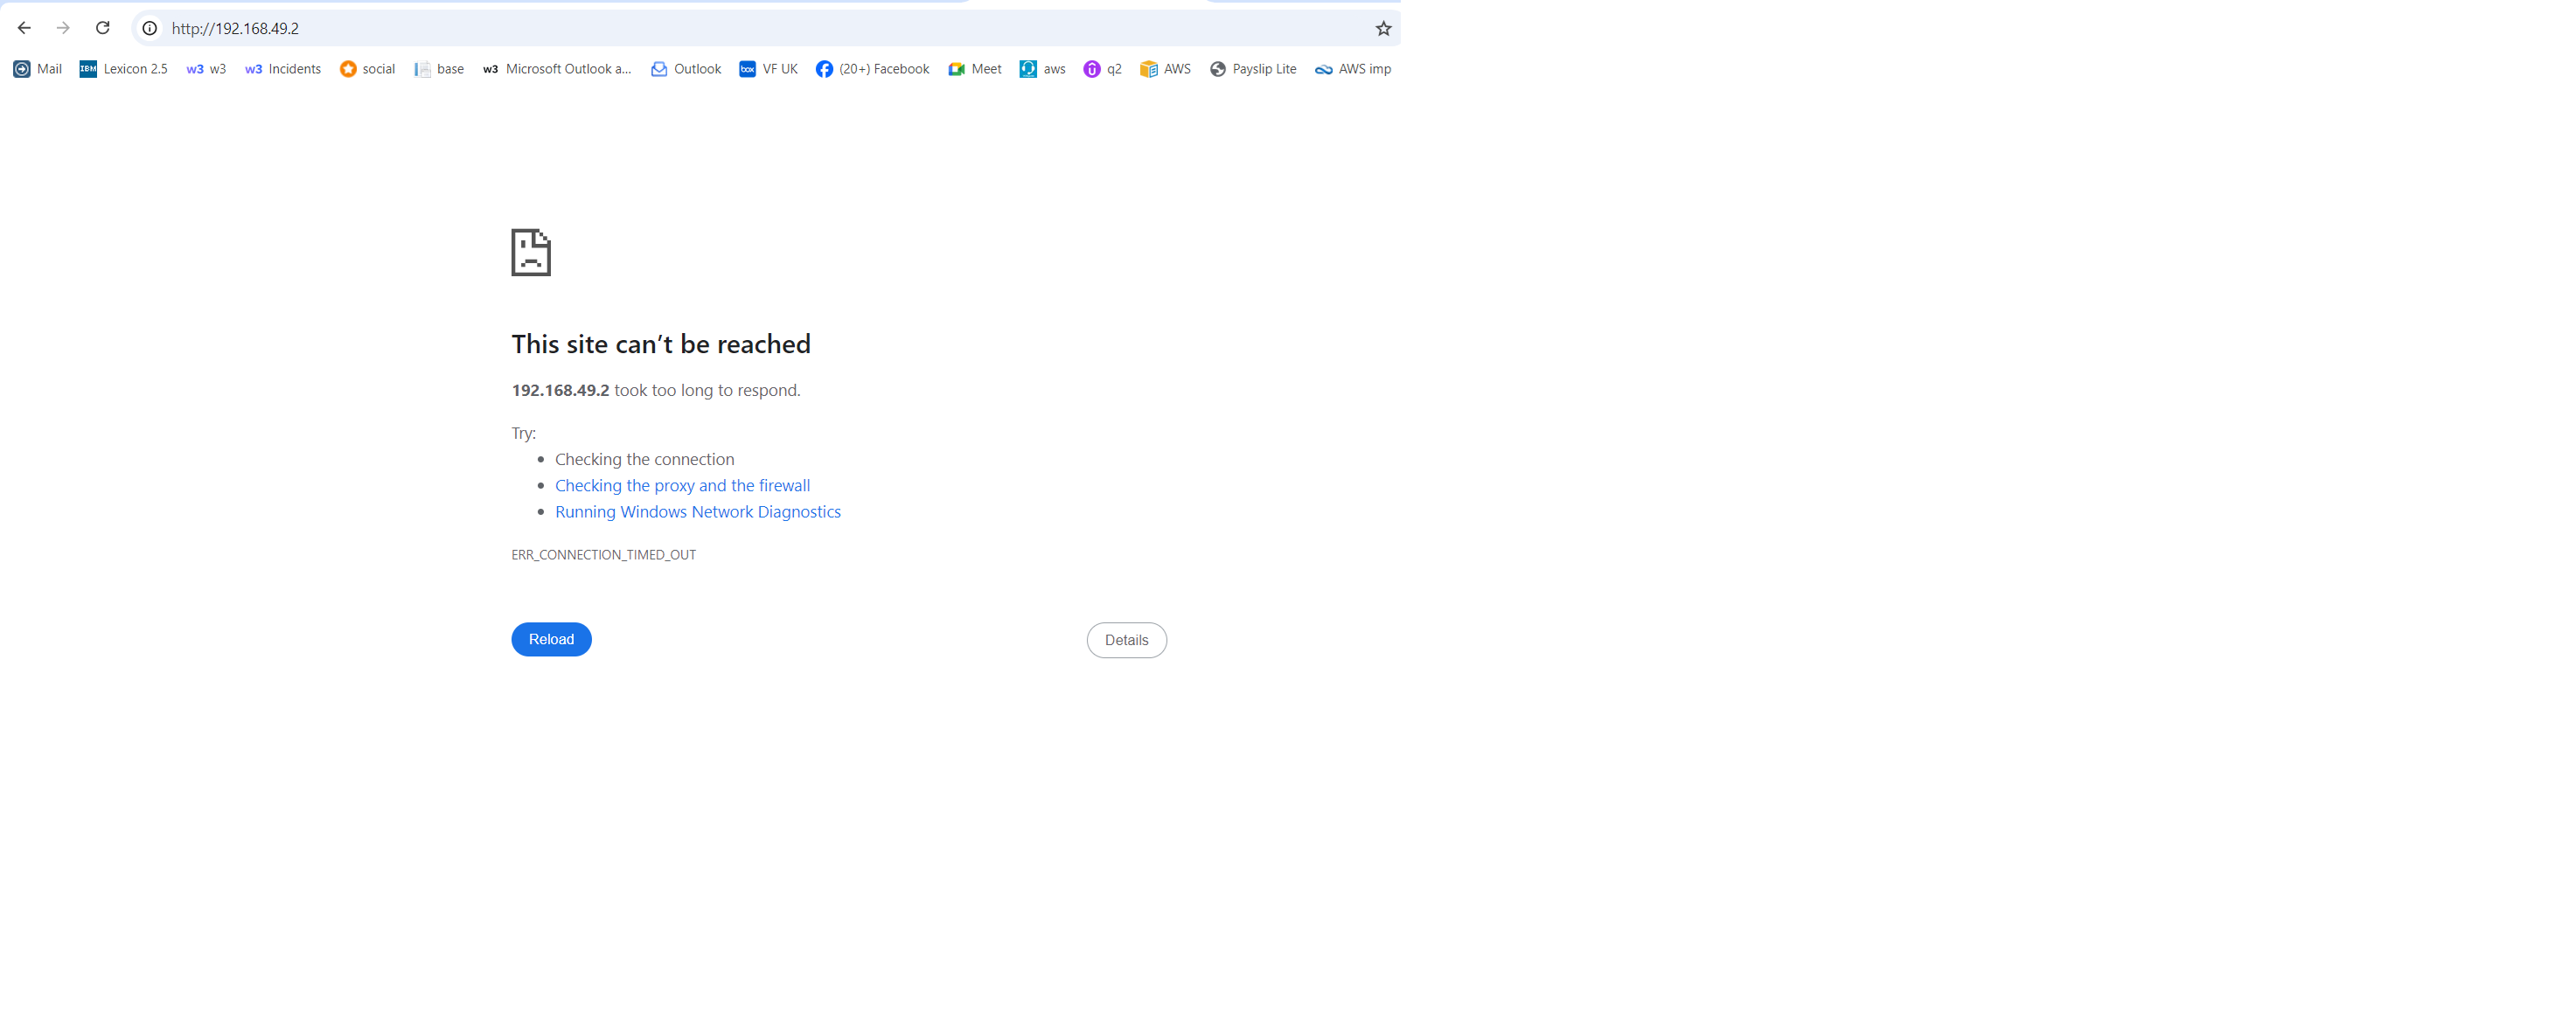 http://192.168.49.2
Mail IBM Lexicon 2.5 w3 w3 w3 Incidents social base w3 Microsoft Outlook a... Outlook box VF UK (20+) Facebook Meet aws q2 AWS Payslip Lite AWS imp
This site can’t be reached
192.168.49.2 took too long to respond.
Try:
• Checking the connection
• Checking the proxy and the firewall
• Running Windows Network Diagnostics
ERR_CONNECTION_TIMED_OUT
Reload Details